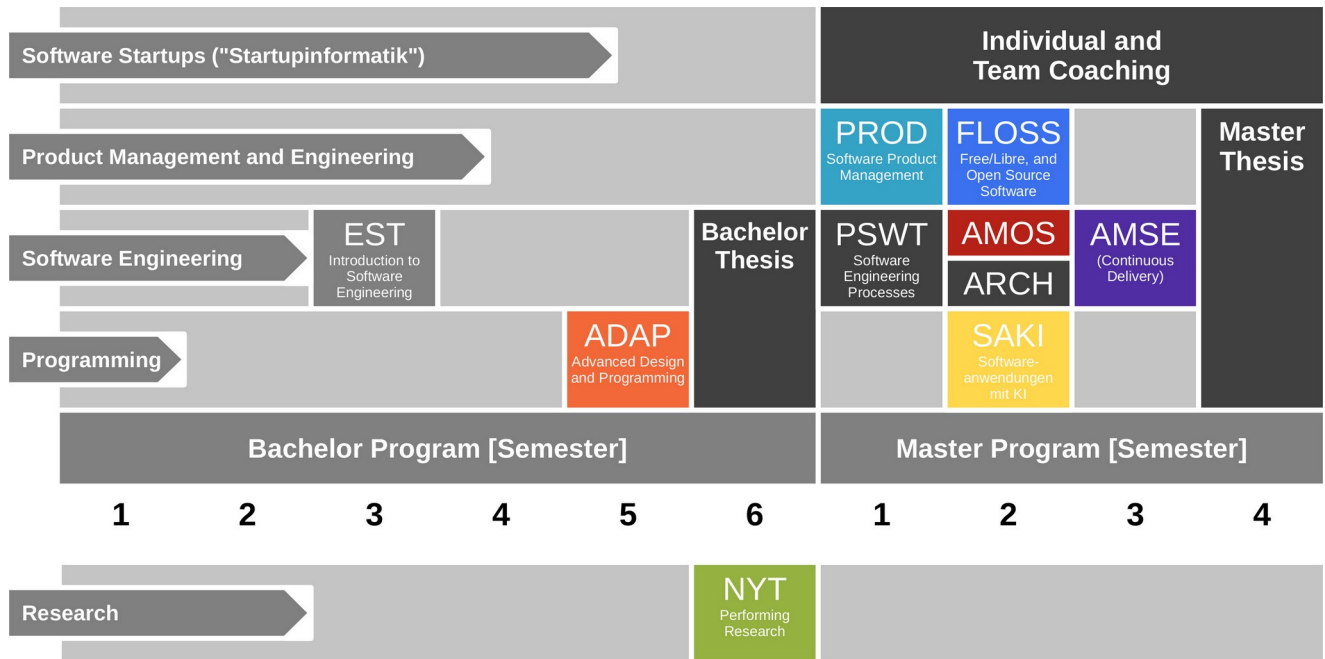 Software Startups ("Startupinformatik")
Individual and
Team Coaching
Product Management and Engineering
PROD
Software Product
Management
FLOSS
Free/Libre, and
Open Source
Software
Master
Thesis
Software Engineering
EST
Introduction to
Software
Engineering
Bachelor
Thesis
PSWT
Software
Engineering
Processes
AMOS
ARCH
AMSE
(Continuous
Delivery)
Programming
ADAP
Advanced Design
and Programming
SAKI
Software-
anwendungen
mit KI
Bachelor Program [Semester]
Master Program [Semester]
1 2 3 4 5 6 1 2 3 4
Research
NYT
Performing
Research